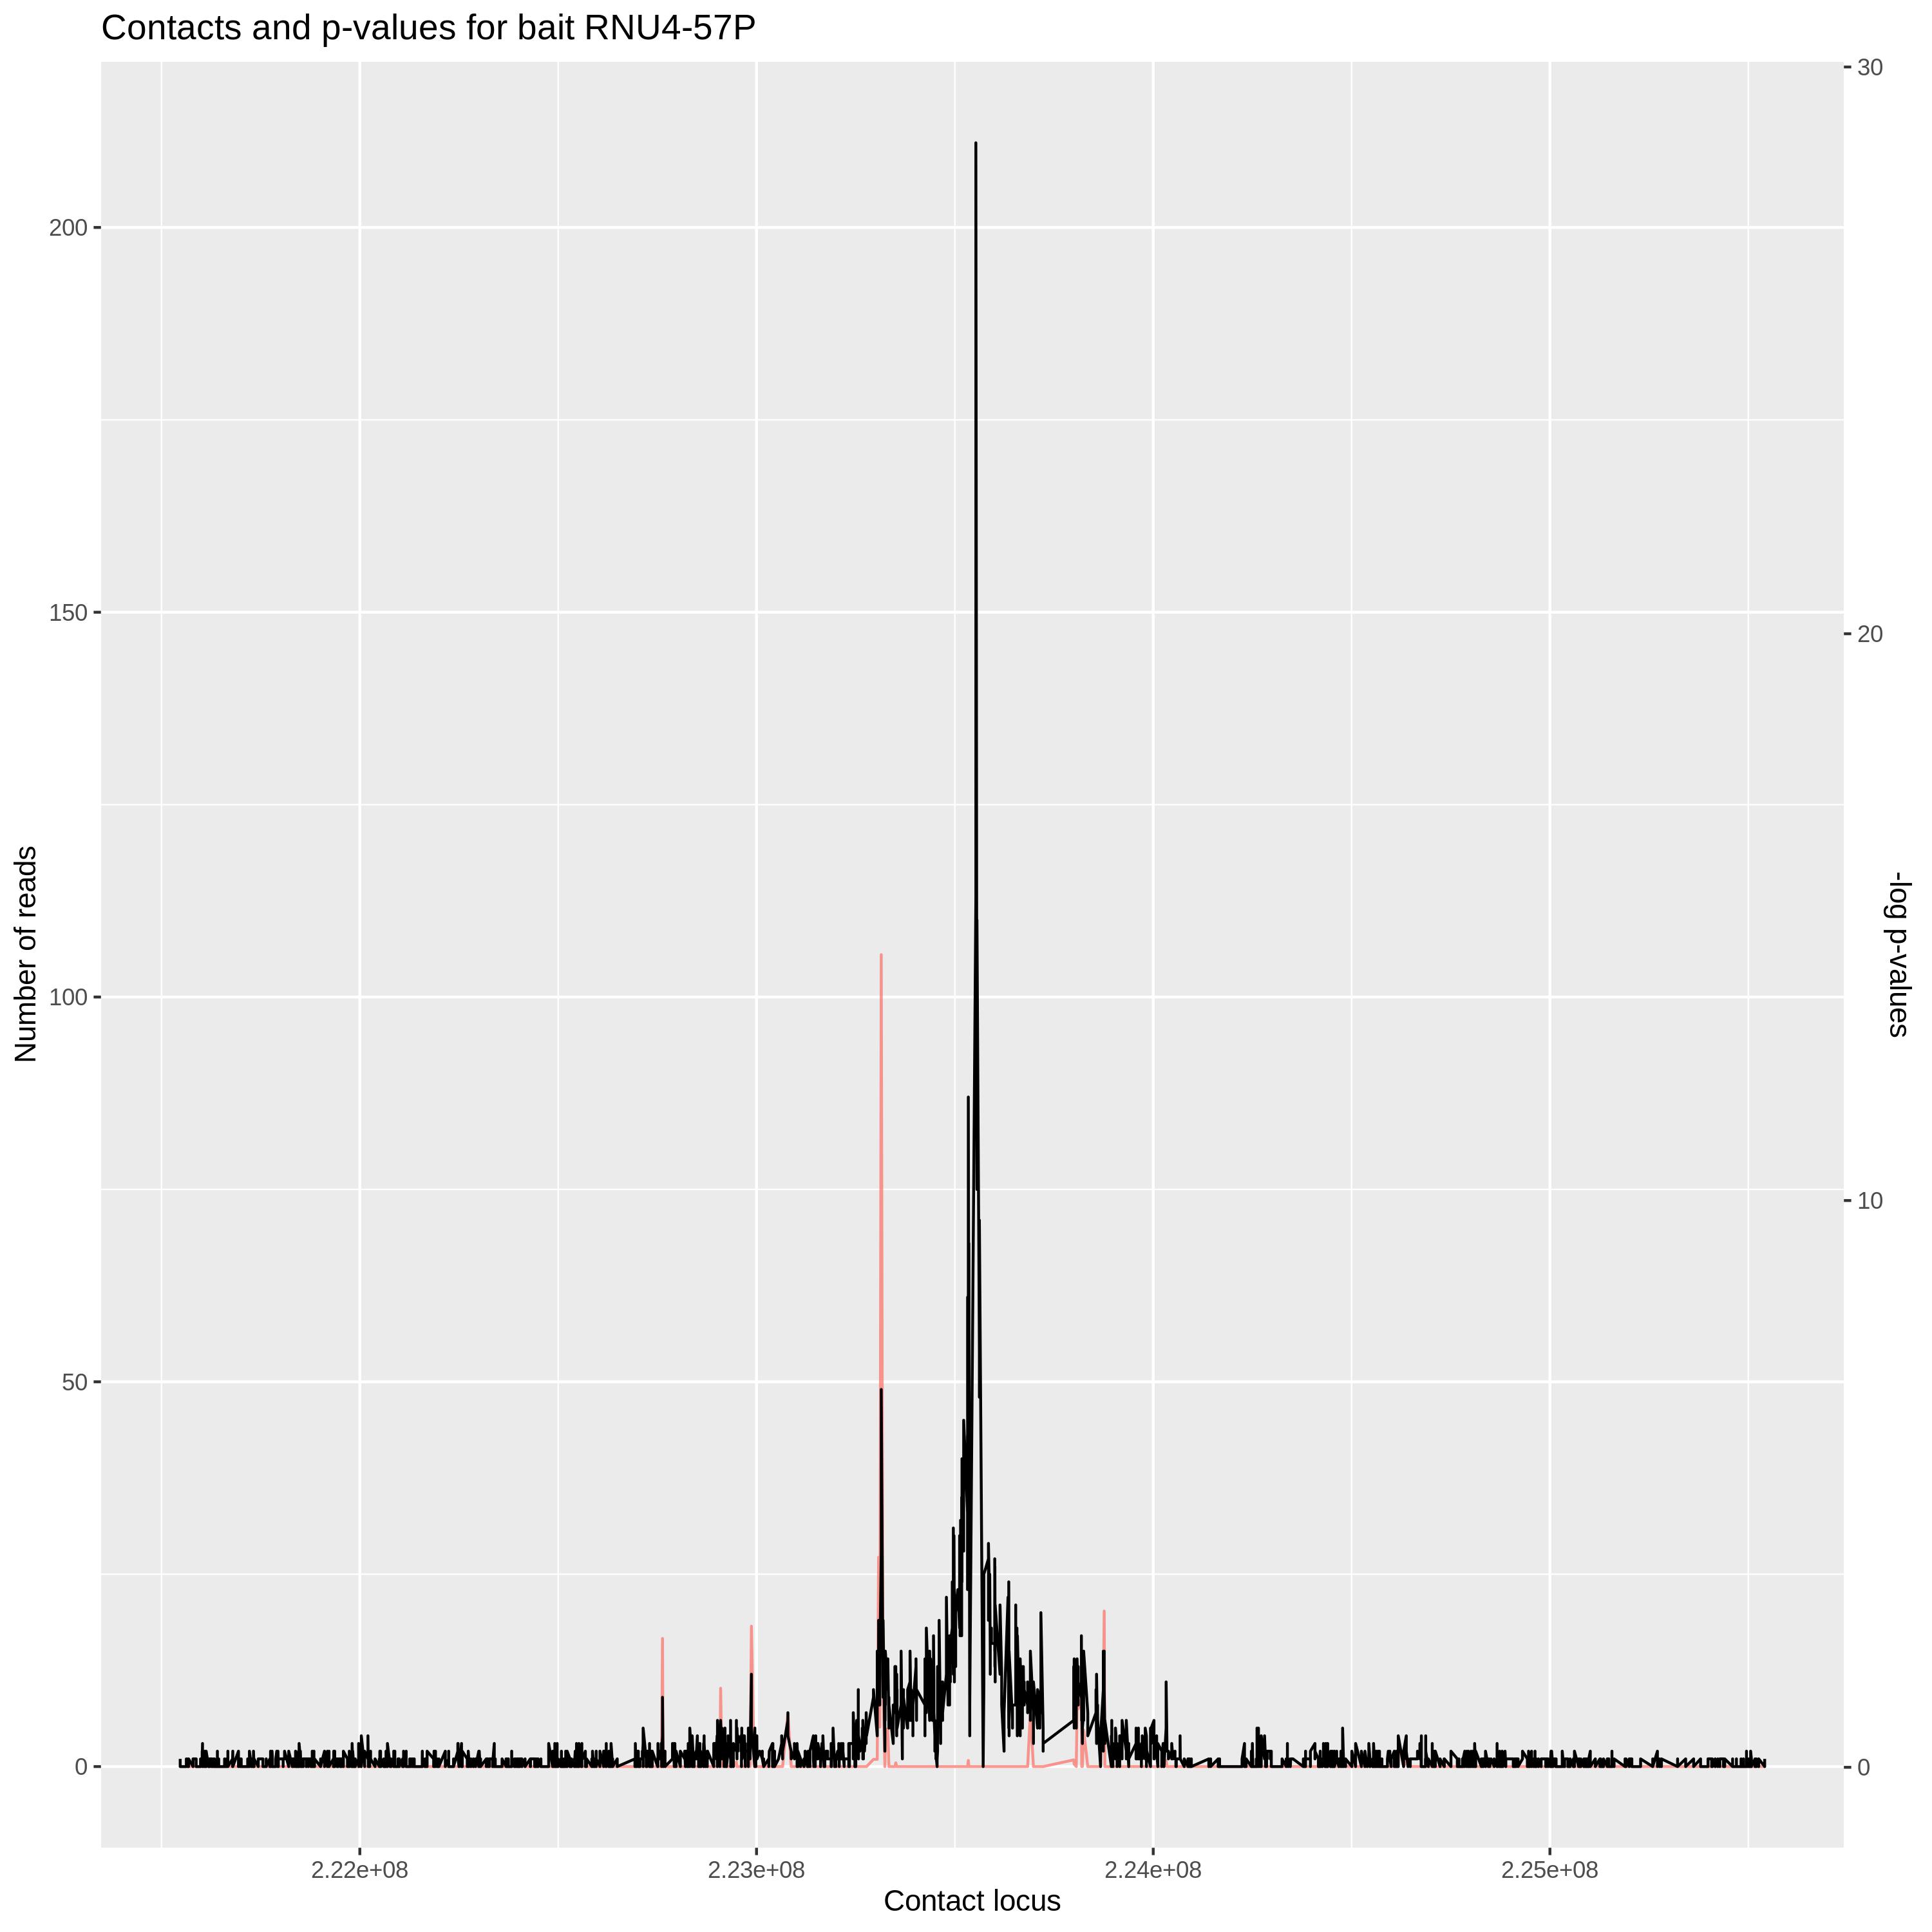 Contacts and p-values for bait RNU4-57P
200
150
100
50
0
30
20
10
0
Number of reads
-log p-values
2.22e+08
2.23e+08
2.24e+08
2.25e+08
Contact locus